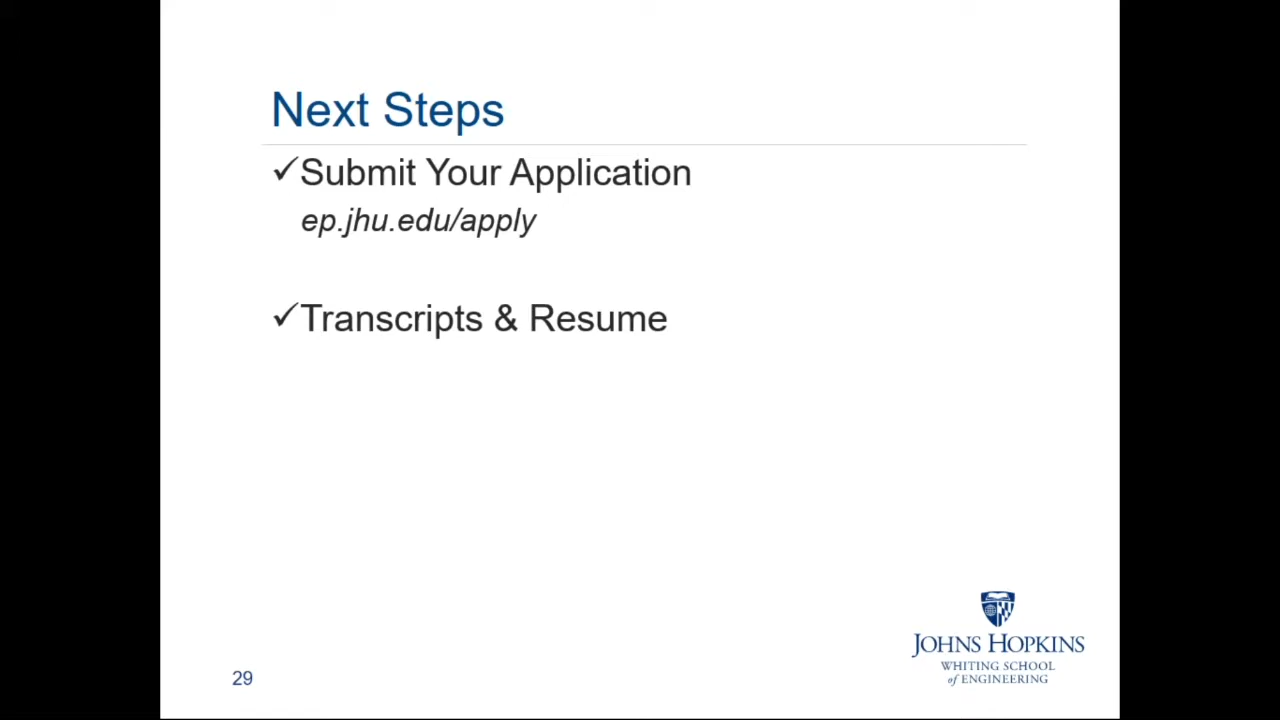 Next Steps
✓Submit Your Application
ep.jhu.edu/apply
✓Transcripts & Resume
JOHNS HOPKINS
WHITING SCHOOL
of ENGINEERING
29